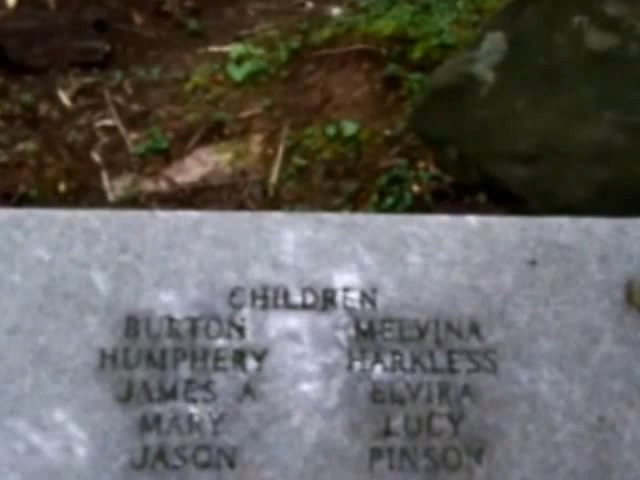 CHILDREN
BURTON MELVINA
HUMPHERY HARKLESS
JAMES A ELVIRA
MARY LUCY
JASON PINSON